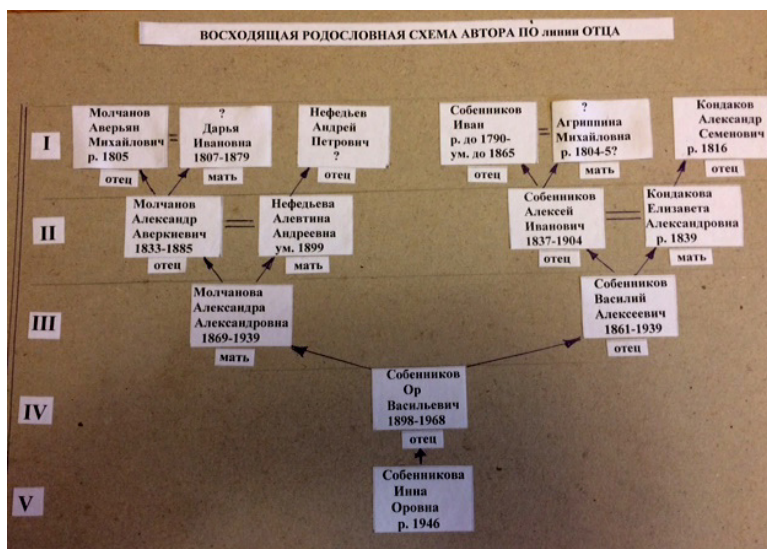 ВОСХОДЯЩАЯ РОДОСЛОВНАЯ СХЕМА АВТОРА ПО линии ОТЦА
I
Молчанов
Аверьян
Михайлович
р. 1805
отец
=
?
Дарья
Ивановна
1807-1879
мать
Нефедьев
Андрей
Петрович
?
отец
Собенников
Иван
р. до 1790-
ум. до 1865
отец
=
?
Агриппина
Михайловна
р. 1804-5?
мать
Кондаков
Александр
Семенович
р. 1816
отец
II
Молчанов
Александр
Аверкиевич
1833-1885
отец
=
Нефедьева
Алевтина
Андреевна
ум. 1899
мать
Собенников
Алексей
Иванович
1837-1904
отец
=
Кондакова
Елизавета
Александровна
р. 1839
мать
III
Молчанова
Александра
Александровна
1869-1939
мать
Собенников
Василий
Алексеевич
1861-1939
отец
IV
Собенников
Ор
Васильевич
1898-1968
отец
V
Собенникова
Инна
Оровна
р. 1946